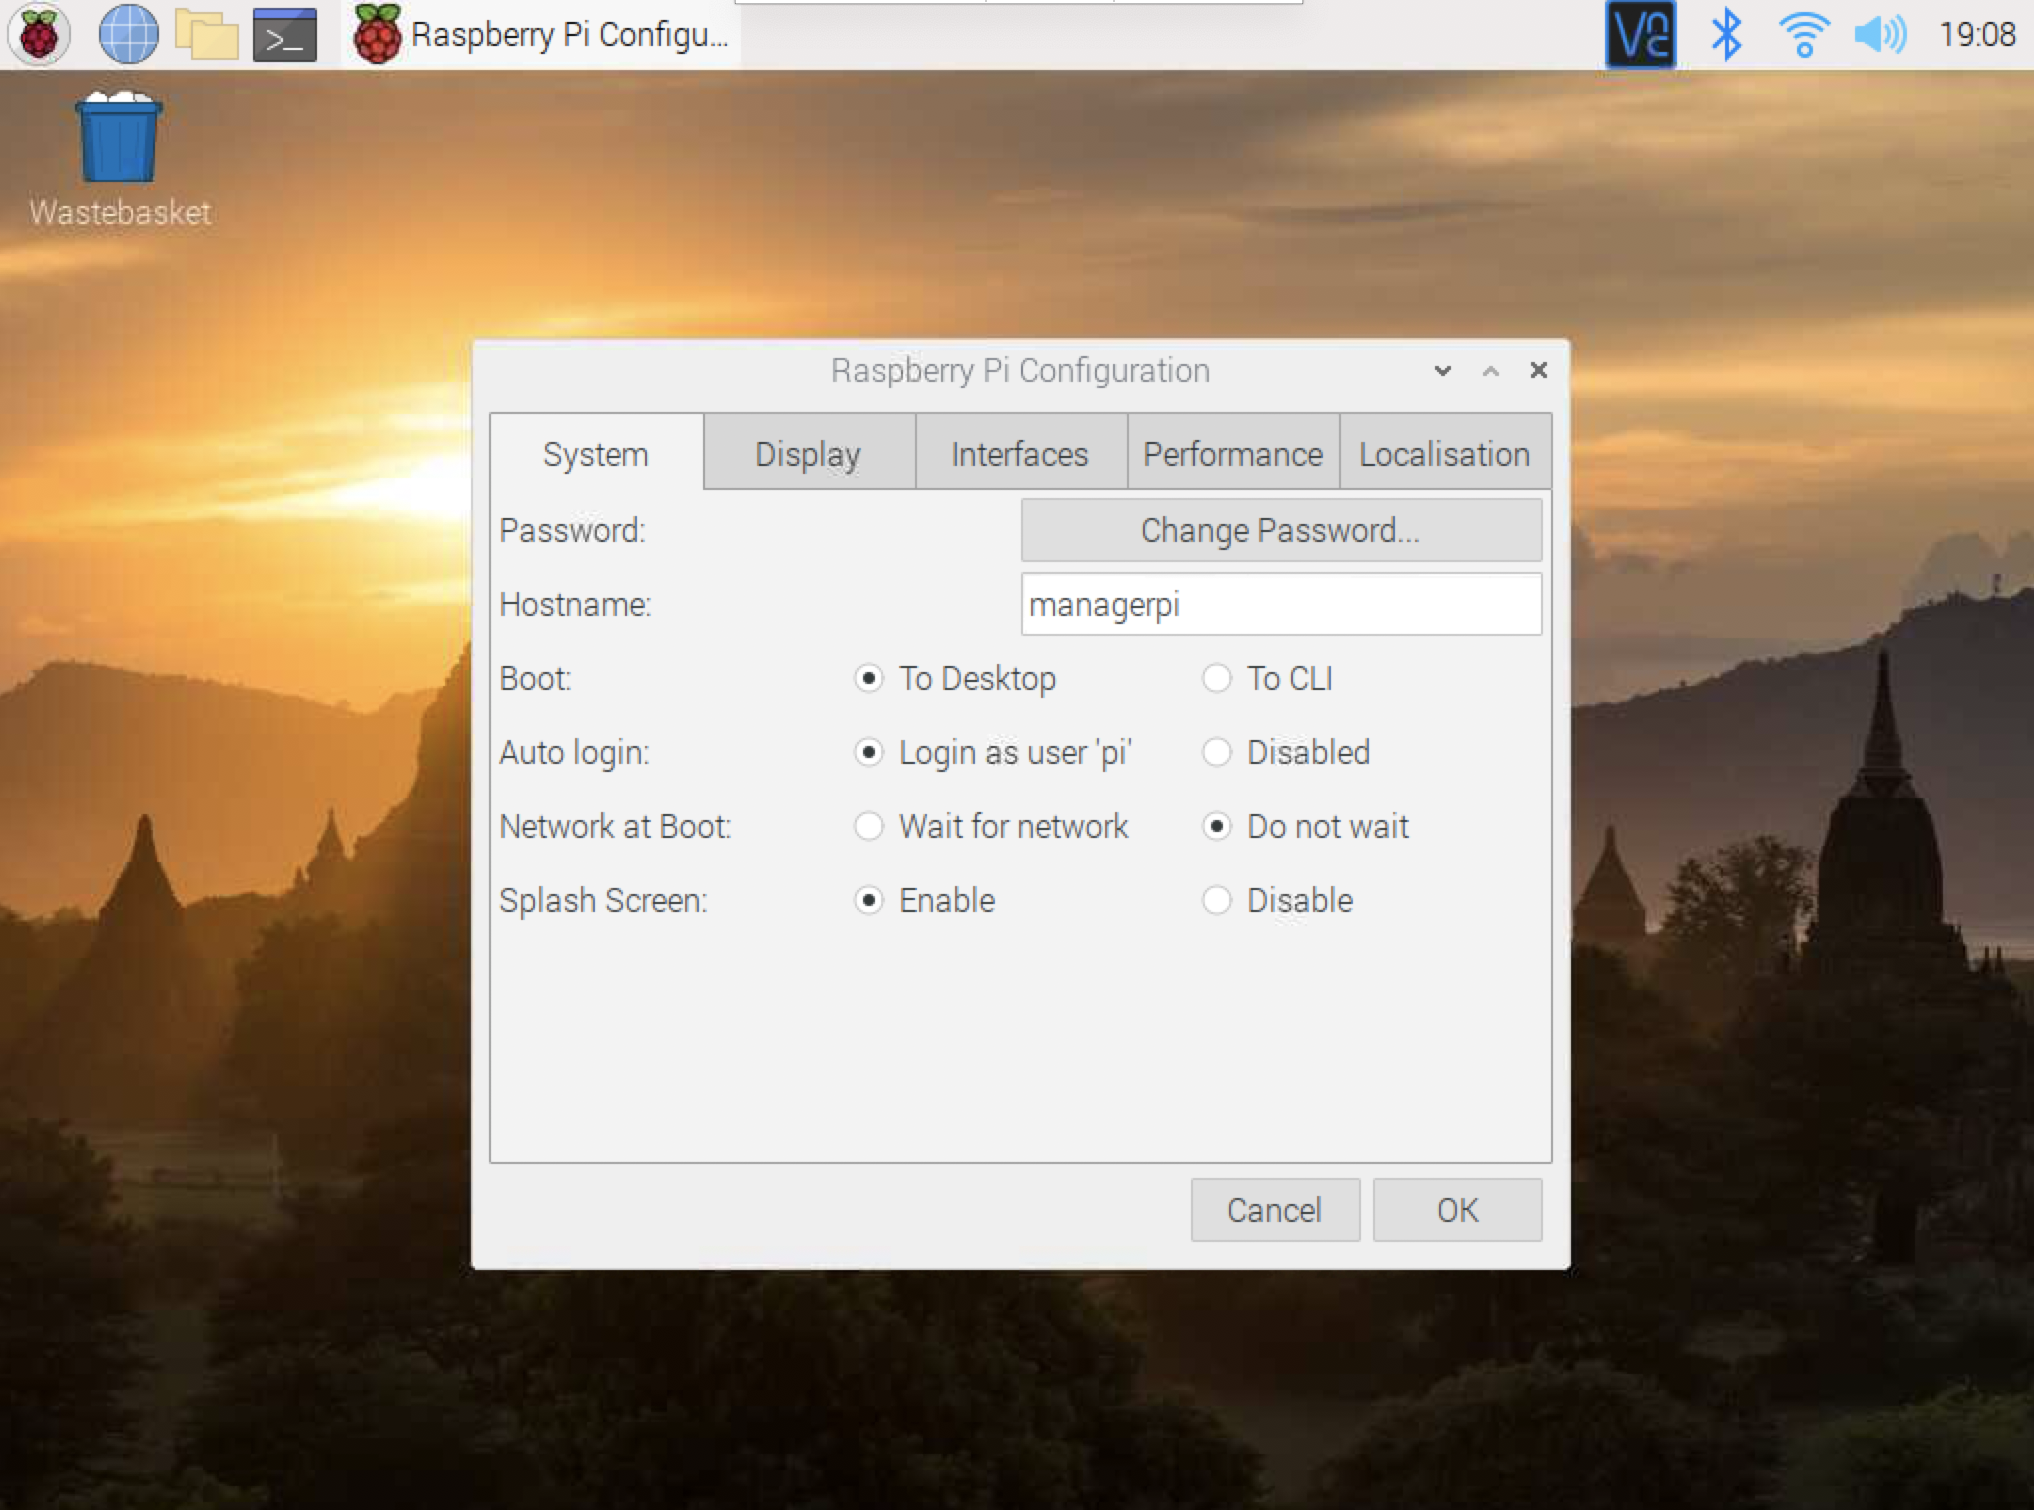 Raspberry Pi Configu...
VNC
19:08
Wastebasket
Raspberry Pi Configuration
System Display Interfaces Performance Localisation
Password: Change Password...
Hostname: managerpi
Boot: To Desktop To CLI
Auto login: Login as user 'pi' Disabled
Network at Boot: Wait for network Do not wait
Splash Screen: Enable Disable
Cancel OK